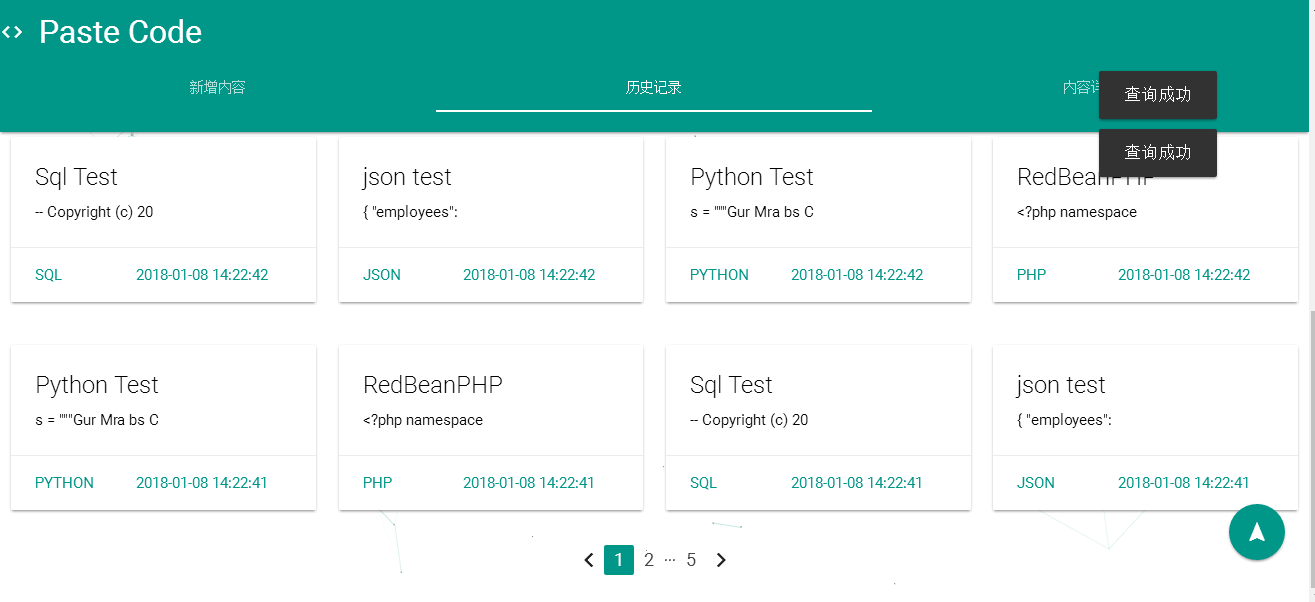 Paste Code
新增内容
历史记录
内容详
查询成功
查询成功
Sql Test
-- Copyright (c) 20
SQL 2018-01-08 14:22:42
json test
{ "employees":
JSON 2018-01-08 14:22:42
Python Test
s = """Gur Mra bs C
PYTHON 2018-01-08 14:22:42
RedBeanPHP
<?php namespace
PHP 2018-01-08 14:22:42
Python Test
s = """Gur Mra bs C
PYTHON 2018-01-08 14:22:41
RedBeanPHP
<?php namespace
PHP 2018-01-08 14:22:41
Sql Test
-- Copyright (c) 20
SQL 2018-01-08 14:22:41
json test
{ "employees":
JSON 2018-01-08 14:22:41
1 2 ... 5